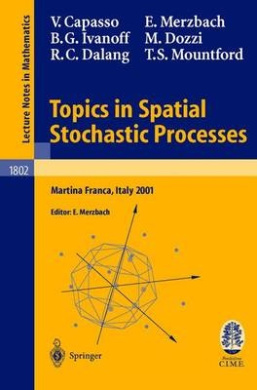 Lecture Notes in Mathematics
1802
V. Capasso E. Merzbach
B.G. Ivanoff M. Dozzi
R.C. Dalang T.S. Mountford
Topics in Spatial
Stochastic Processes
Martina Franca, Italy 2001
Editor: E. Merzbach
Springer
CIME